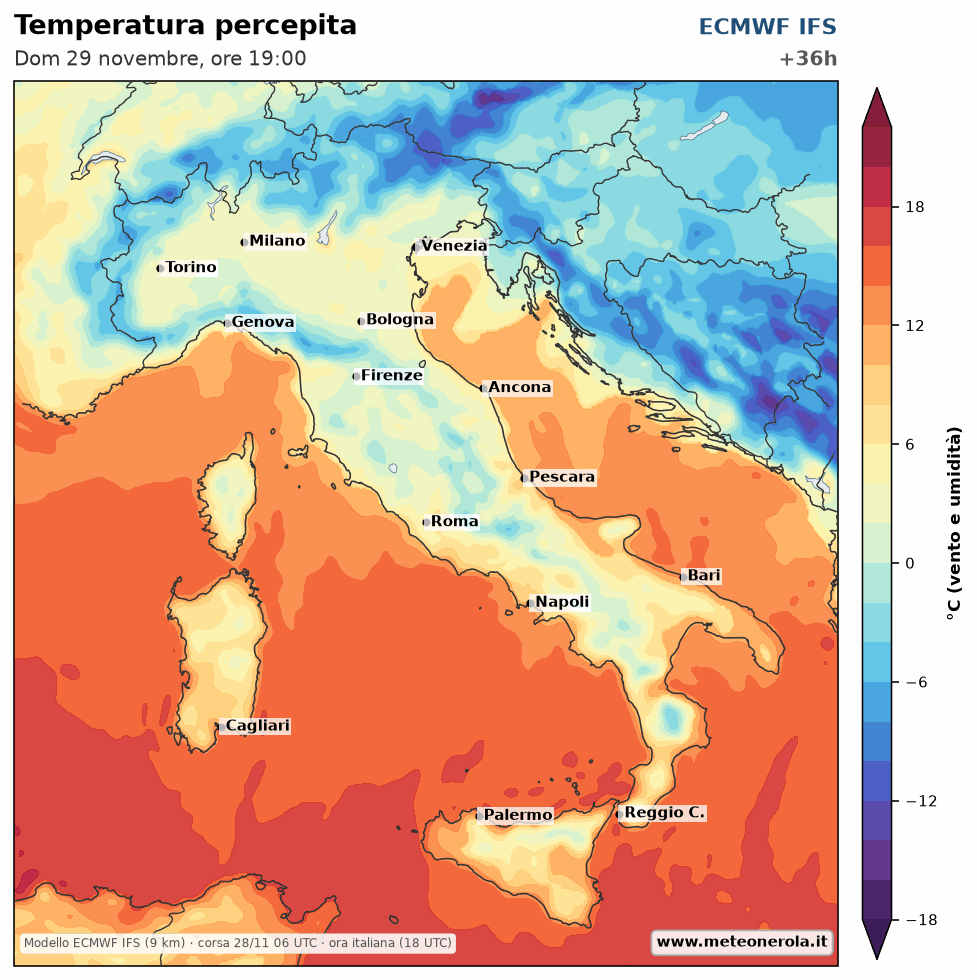 Temperatura percepita
ECMWF IFS
Dom 29 novembre, ore 19:00
+36h
Milano
Venezia
Torino
Genova
Bologna
Firenze
Ancona
Pescara
Roma
Bari
Napoli
Cagliari
Palermo
Reggio C.
18
12
6
0
−6
−12
−18
°C (vento e umidità)
Modello ECMWF IFS (9 km) · corsa 28/11 06 UTC · ora italiana (18 UTC)
www.meteonerola.it